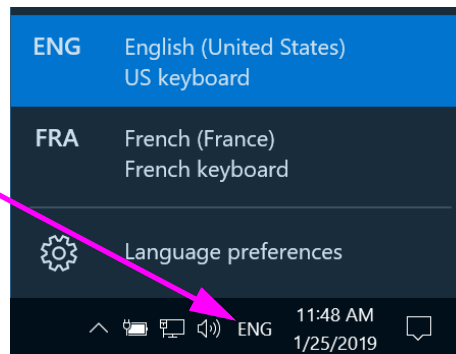 ENG English (United States)
US keyboard
FRA French (France)
French keyboard
Language preferences
ENG 11:48 AM
1/25/2019